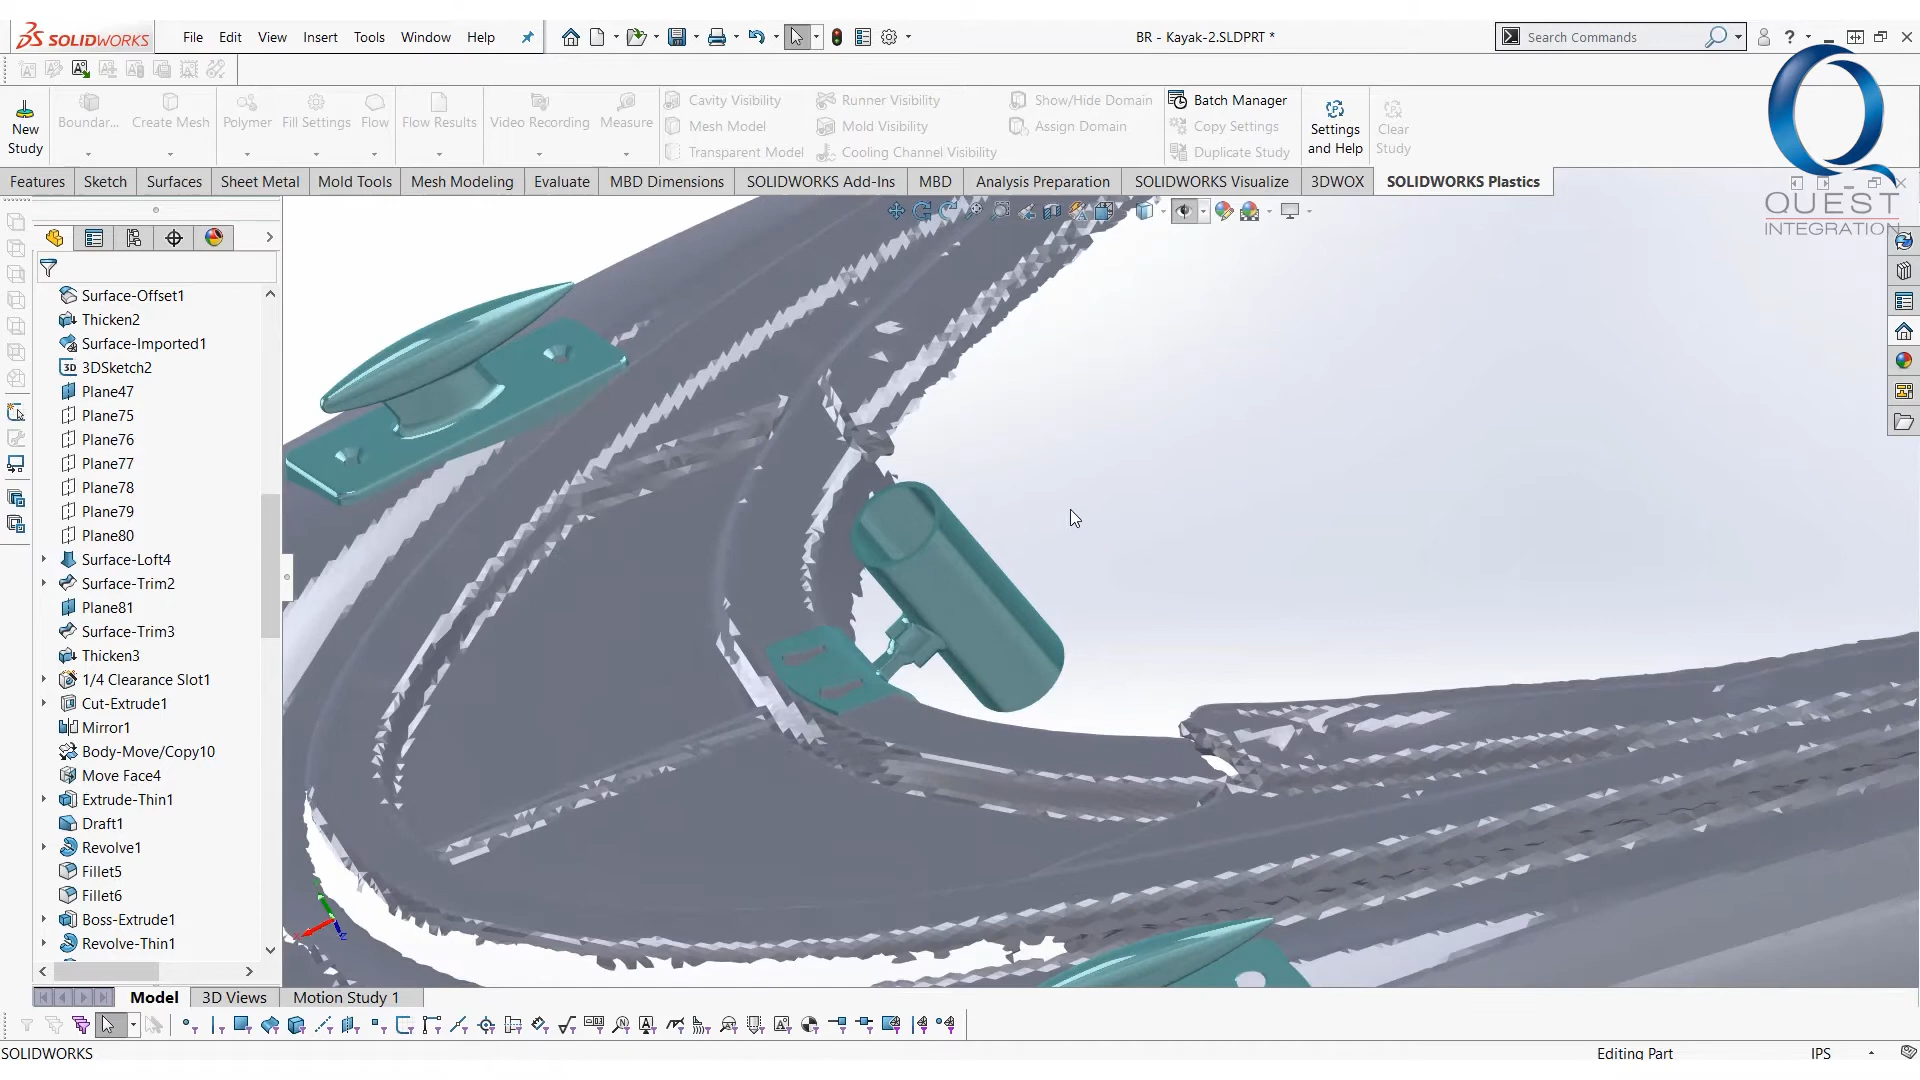 SOLIDWORKS File Edit View Insert Tools Window Help BR - Kayak-2.SLDPRT * Search Commands ?
New Study Boundar... Create Mesh Polymer Fill Settings Flow Flow Results Video Recording Measure
Cavity Visibility Runner Visibility Show/Hide Domain Batch Manager
Mesh Model Mold Visibility Assign Domain Copy Settings Settings and Help Clear Study
Transparent Model Cooling Channel Visibility Duplicate Study
Features Sketch Surfaces Sheet Metal Mold Tools Mesh Modeling Evaluate MBD Dimensions SOLIDWORKS Add-Ins MBD Analysis Preparation SOLIDWORKS Visualize 3DWOX SOLIDWORKS Plastics
QUEST
INTEGRATION
Surface-Offset1
Thicken2
Surface-Imported1
3D 3DSketch2
Plane47
Plane75
Plane76
Plane77
Plane78
Plane79
Plane80
Surface-Loft4
Surface-Trim2
Plane81
Surface-Trim3
Thicken3
1/4 Clearance Slot1
Cut-Extrude1
Mirror1
Body-Move/Copy10
Move Face4
Extrude-Thin1
Draft1
Revolve1
Fillet5
Fillet6
Boss-Extrude1
Revolve-Thin1
Model 3D Views Motion Study 1
SOLIDWORKS Editing Part IPS